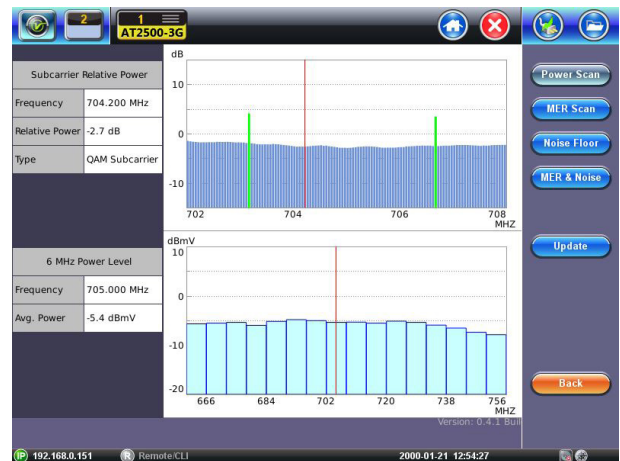 2
1
AT2500-3G
Subcarrier Relative Power
Frequency 704.200 MHz
Relative Power -2.7 dB
Type QAM Subcarrier
dB
10
0
-10
702 704 706 708
MHZ
Power Scan
MER Scan
Noise Floor
MER & Noise
Update
Back
6 MHz Power Level
Frequency 705.000 MHz
Avg. Power -5.4 dBmV
dBmV
10
0
-10
-20
666 684 702 720 738 756
MHZ
Version: 0.4.1 Buil
IP 192.168.0.151 R Remote/CLI 2000-01-21 12:54:27